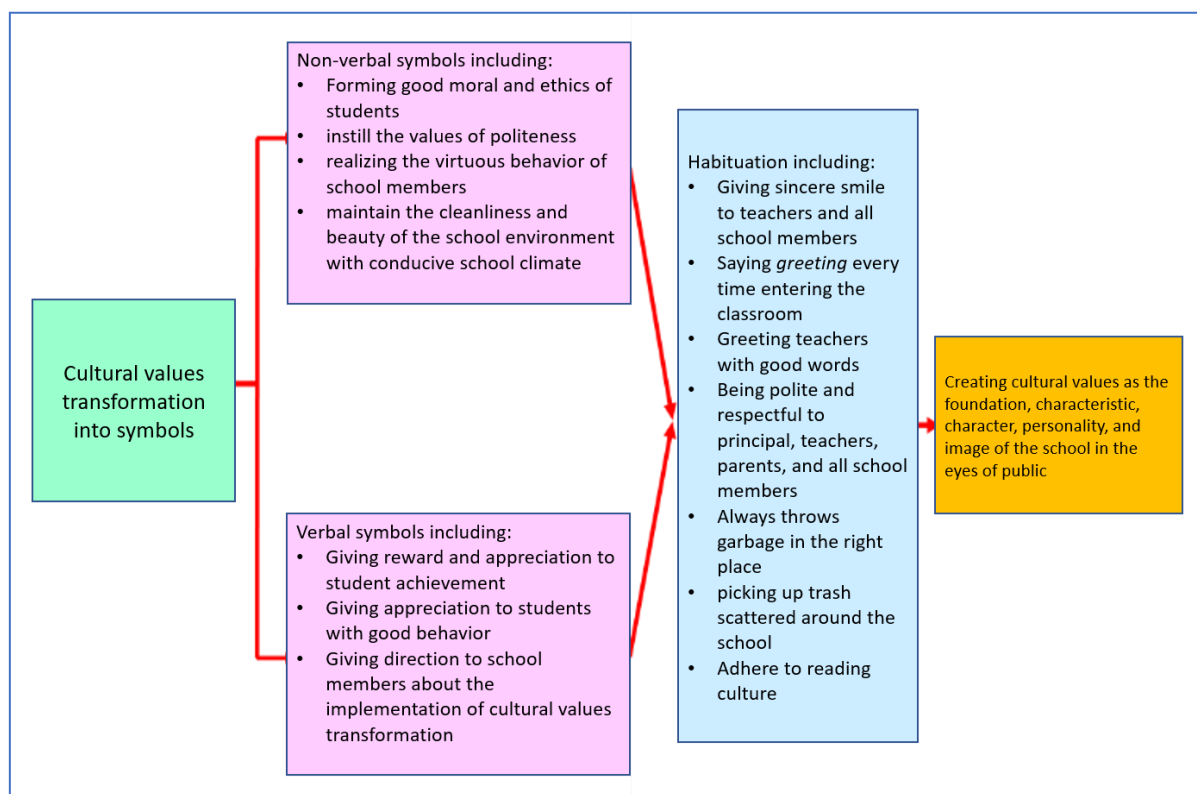 Cultural values
transformation
into symbols
Non-verbal symbols including:
• Forming good moral and ethics of
students
• instill the values of politeness
• realizing the virtuous behavior of
school members
• maintain the cleanliness and
beauty of the school environment
with conducive school climate
Verbal symbols including:
• Giving reward and appreciation to
student achievement
• Giving appreciation to students
with good behavior
• Giving direction to school
members about the
implementation of cultural values
transformation
Habituation including:
• Giving sincere smile
to teachers and all
school members
• Saying greeting every
time entering the
classroom
• Greeting teachers
with good words
• Being polite and
respectful to
principal, teachers,
parents, and all school
members
• Always throws
garbage in the right
place
• picking up trash
scattered around the
school
• Adhere to reading
culture
Creating cultural values as the
foundation, characteristic,
character, personality, and
image of the school in the
eyes of public